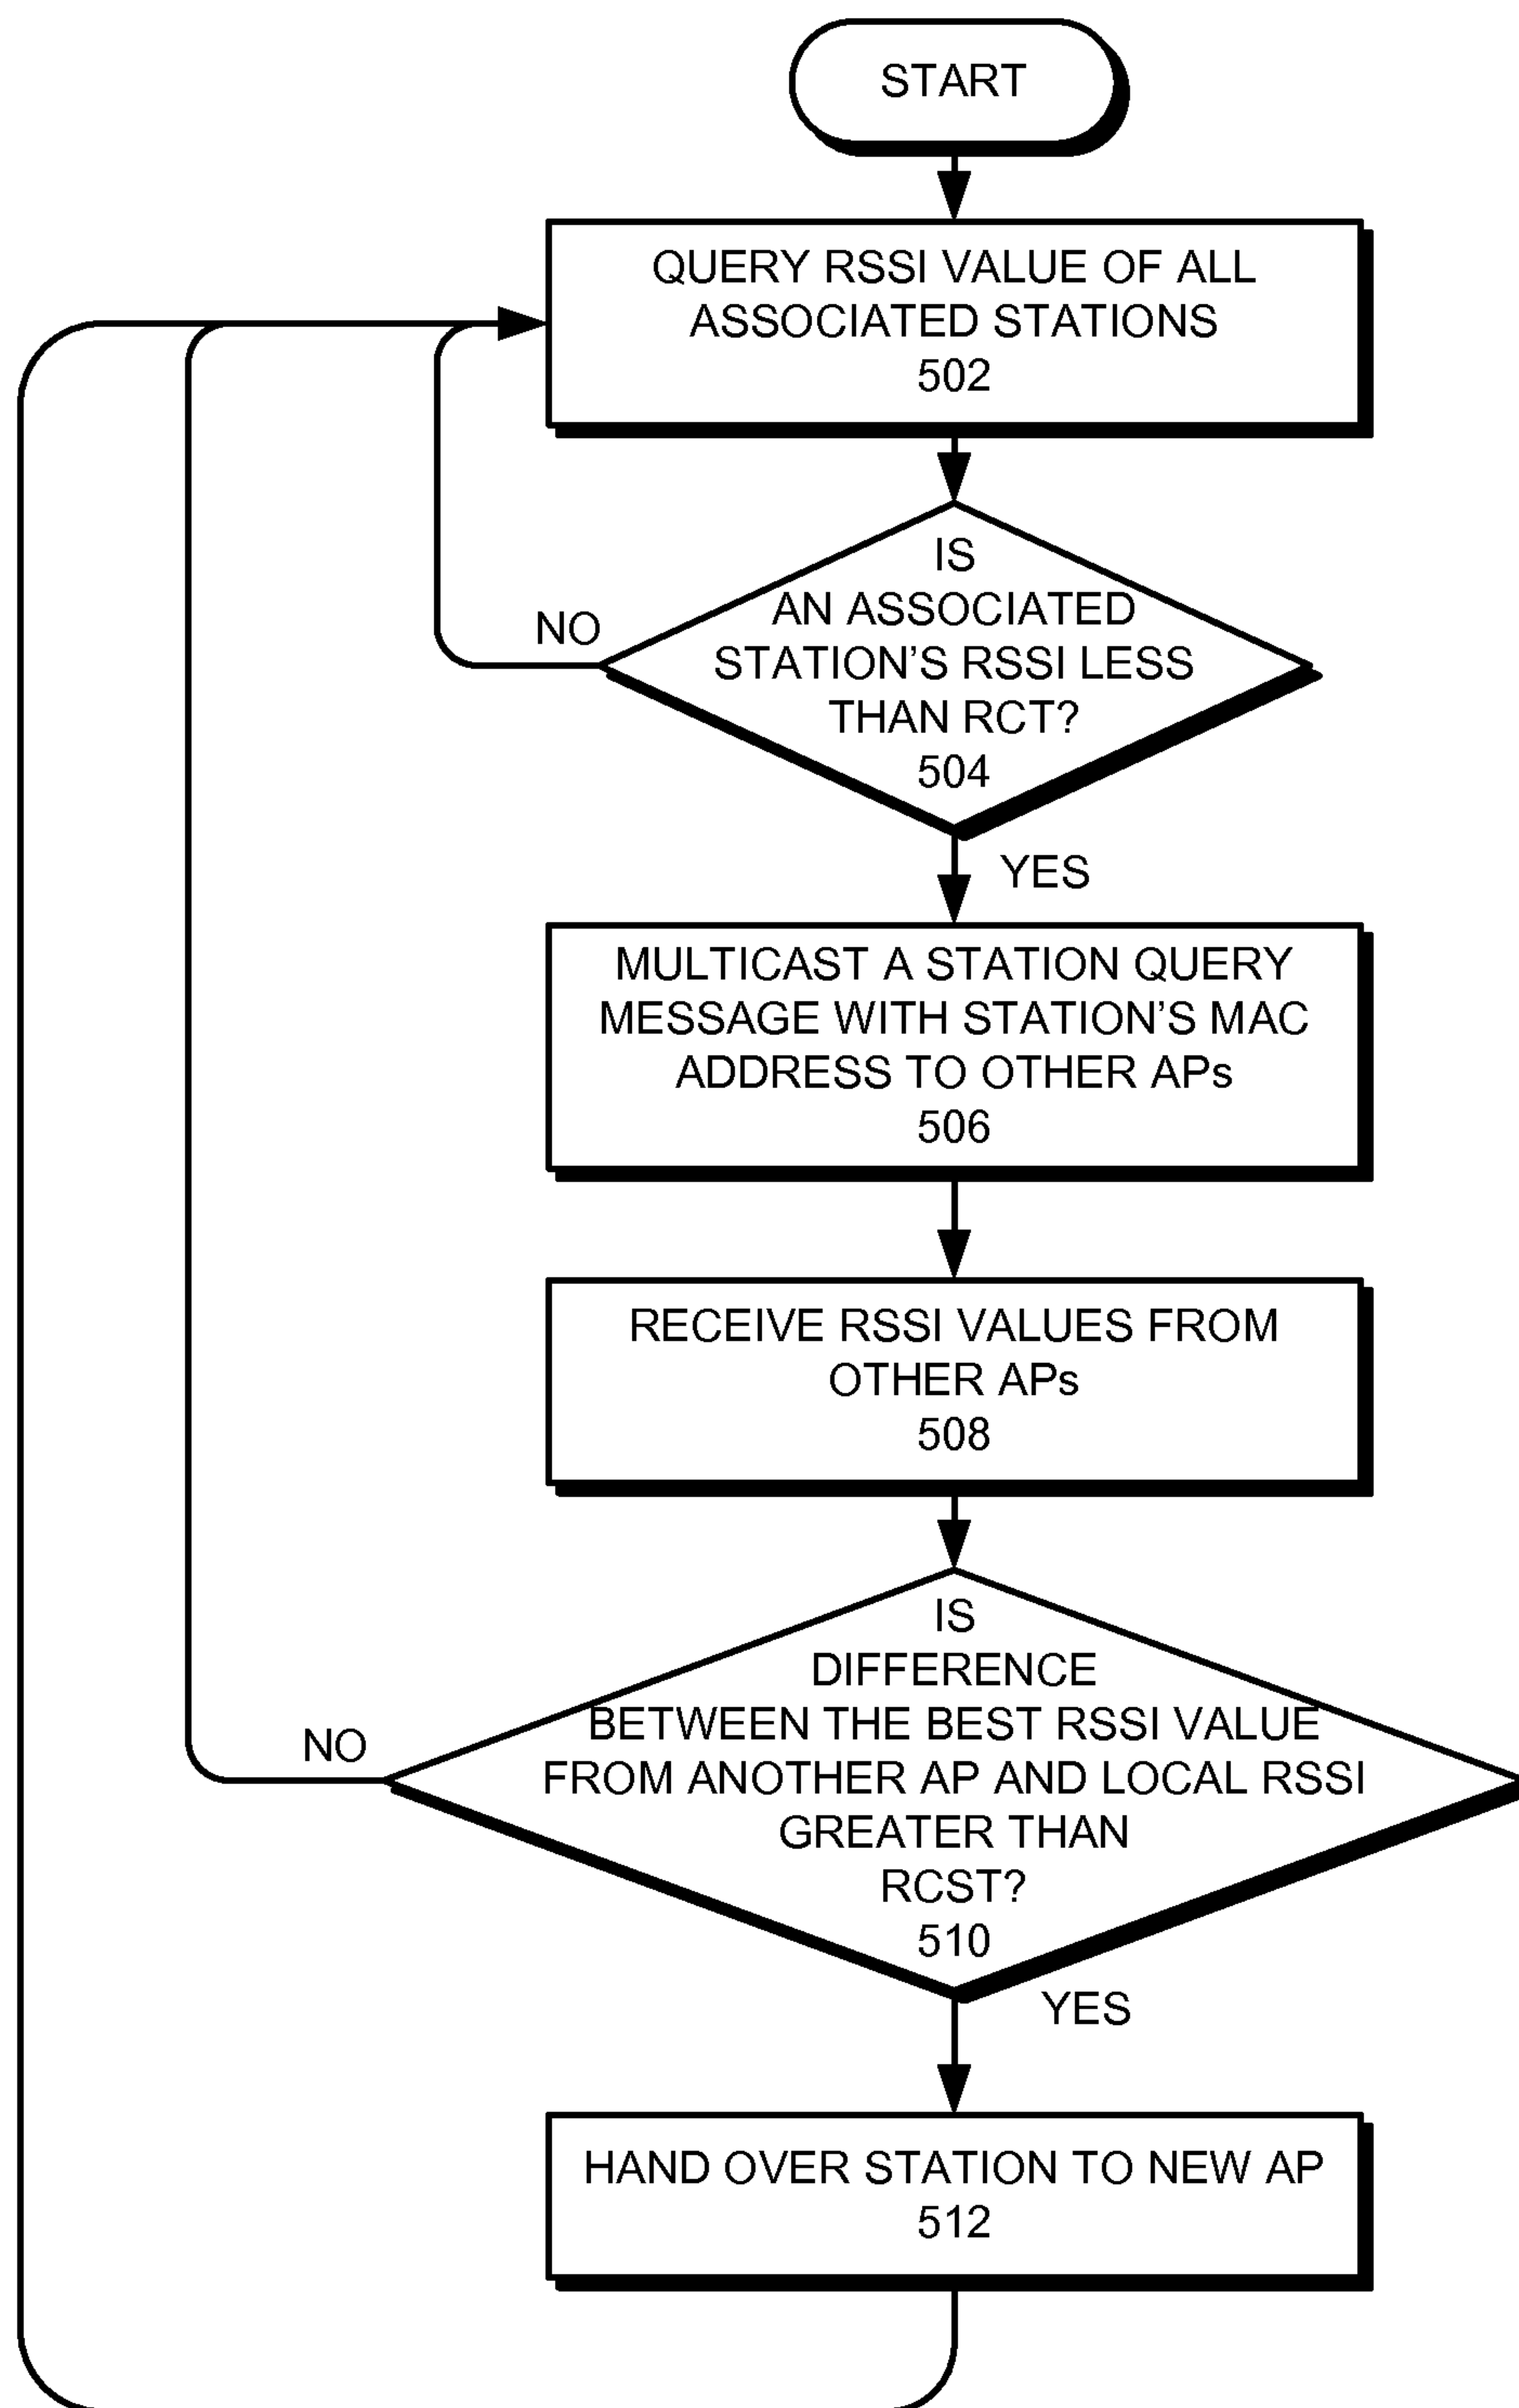 START
QUERY RSSI VALUE OF ALL
ASSOCIATED STATIONS
502
IS
AN ASSOCIATED
STATION'S RSSI LESS
THAN RCT?
504
NO
YES
MULTICAST A STATION QUERY
MESSAGE WITH STATION'S MAC
ADDRESS TO OTHER APs
506
RECEIVE RSSI VALUES FROM
OTHER APs
508
IS
DIFFERENCE
BETWEEN THE BEST RSSI VALUE
FROM ANOTHER AP AND LOCAL RSSI
GREATER THAN
RCST?
510
NO
YES
HAND OVER STATION TO NEW AP
512